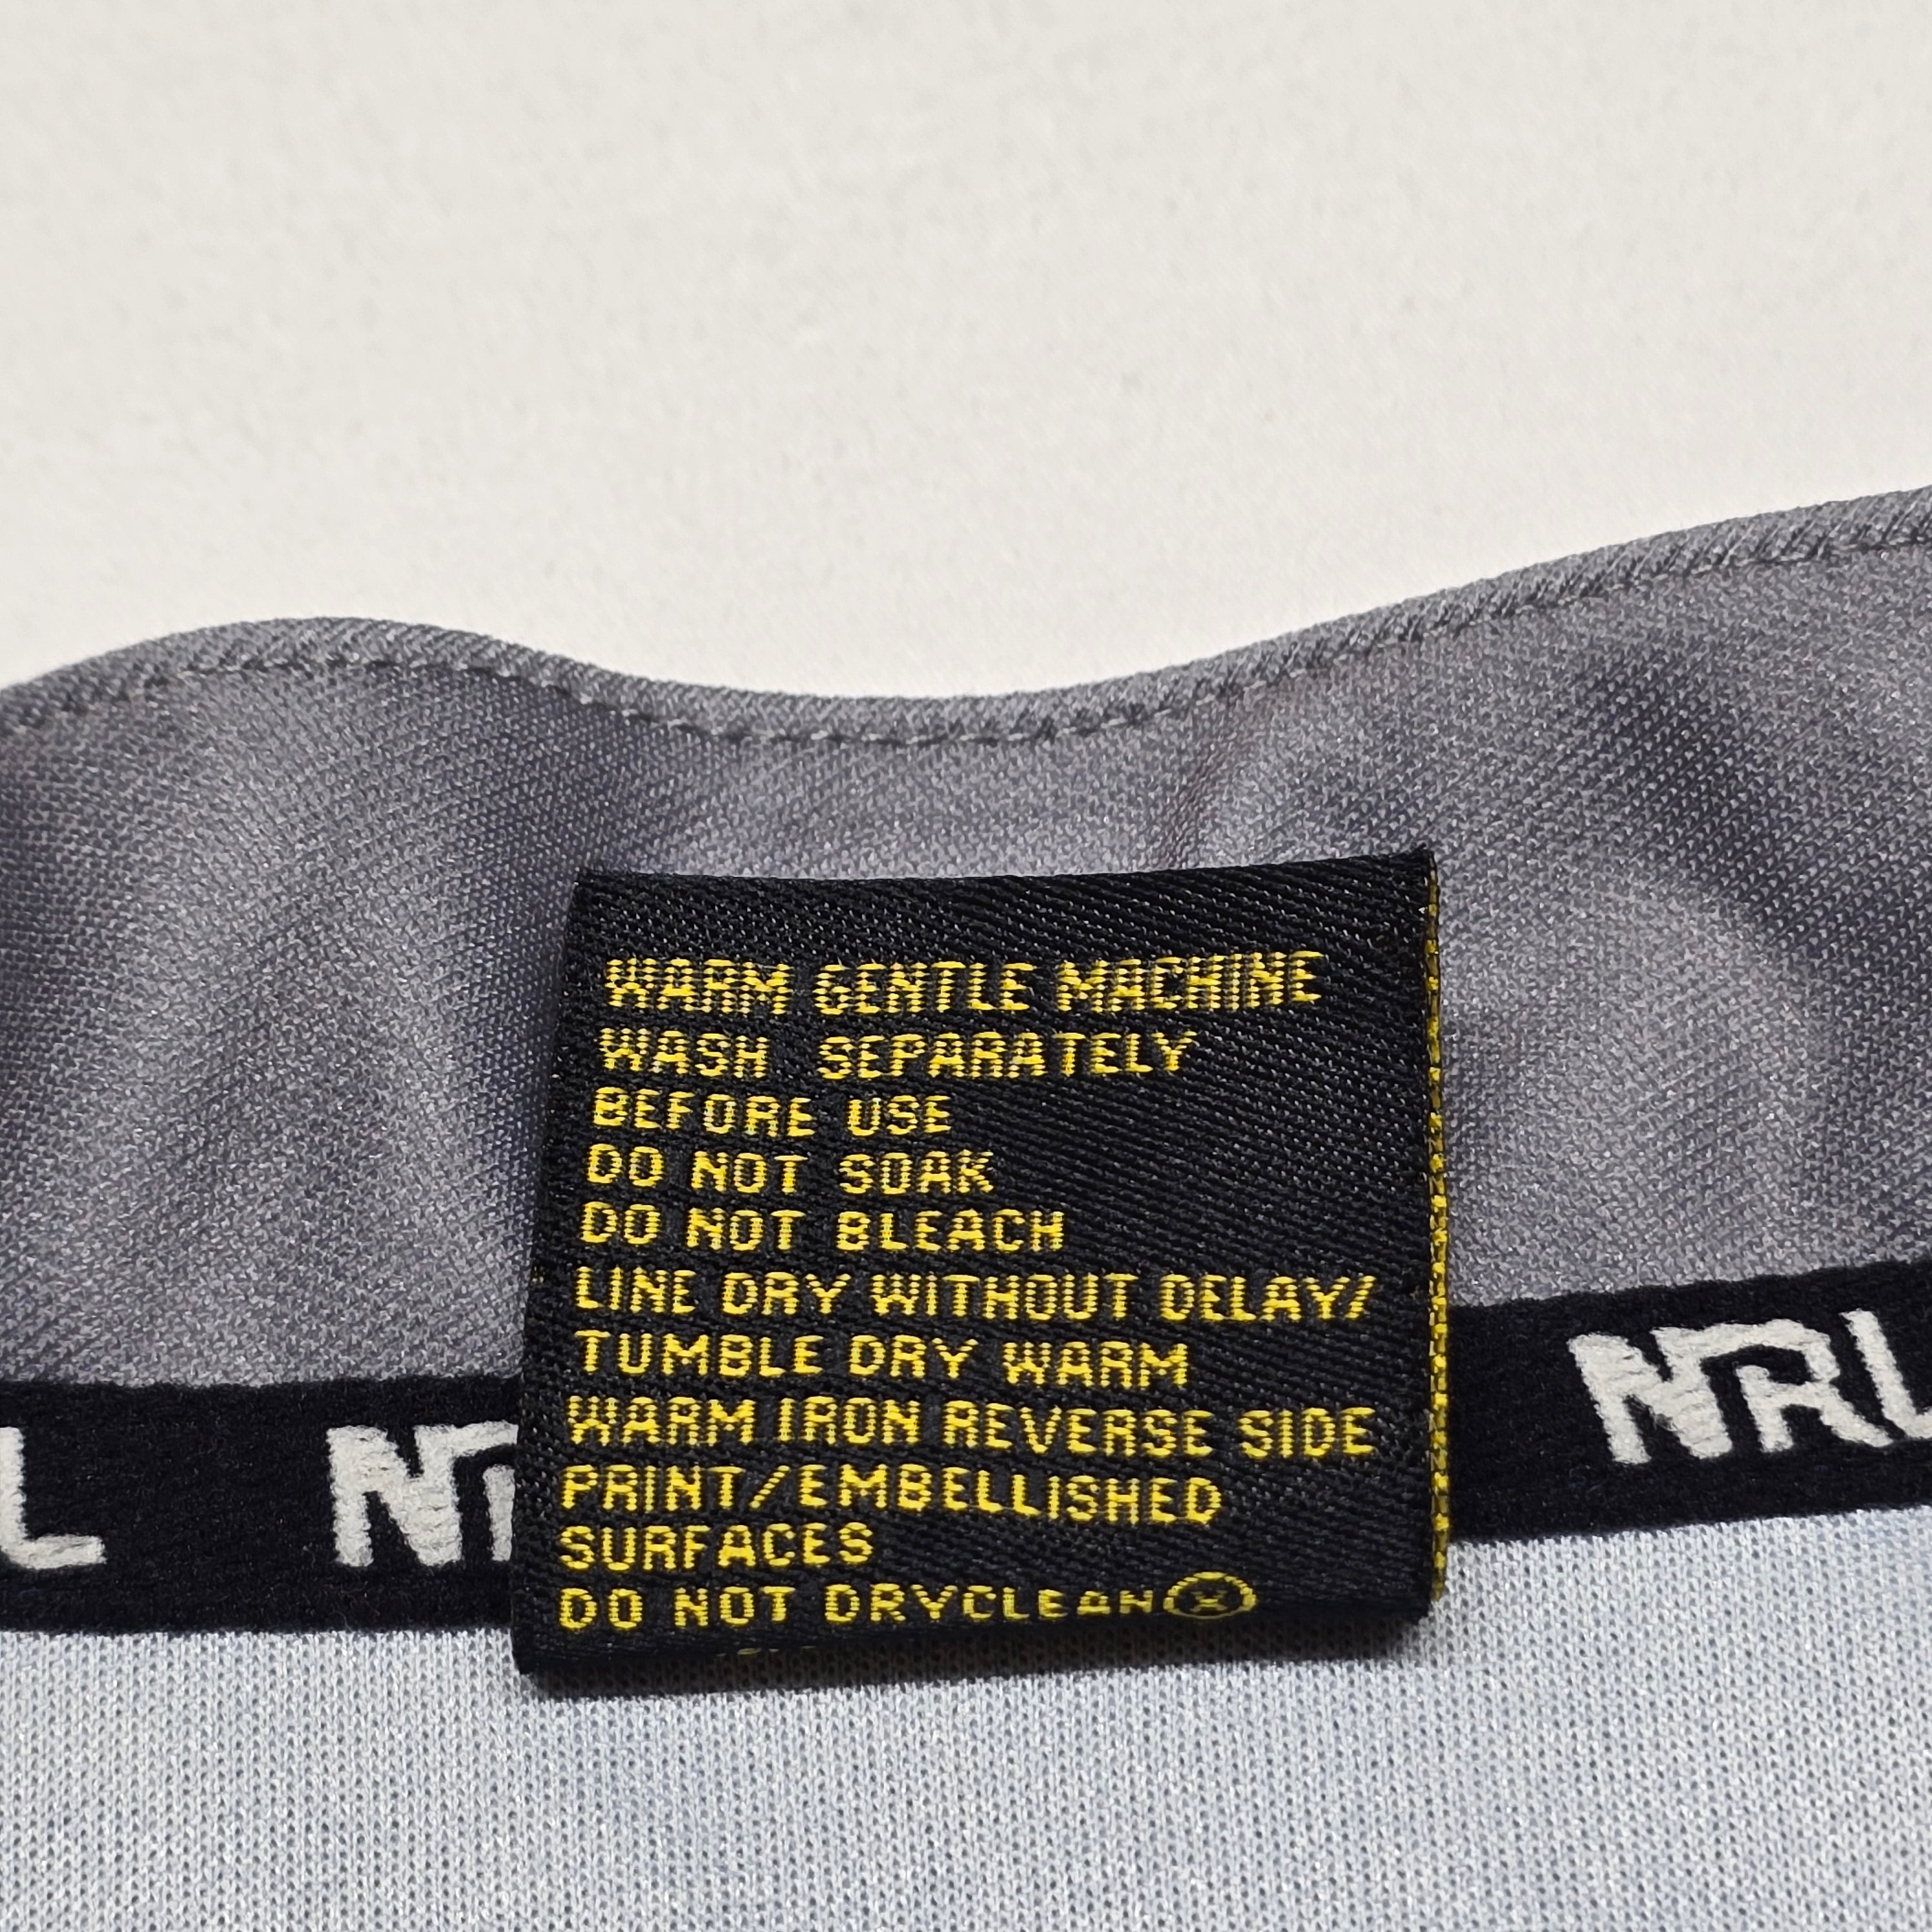 WARM GENTLE MACHINE
WASH SEPARATELY
BEFORE USE
DO NOT SOAK
DO NOT BLEACH
LINE DRY WITHOUT DELAY/
TUMBLE DRY WARM
WARM IRON REVERSE SIDE
PRINT/EMBELLISHED
SURFACES
DO NOT DRYCLEAN Ⓧ
L NR NRL